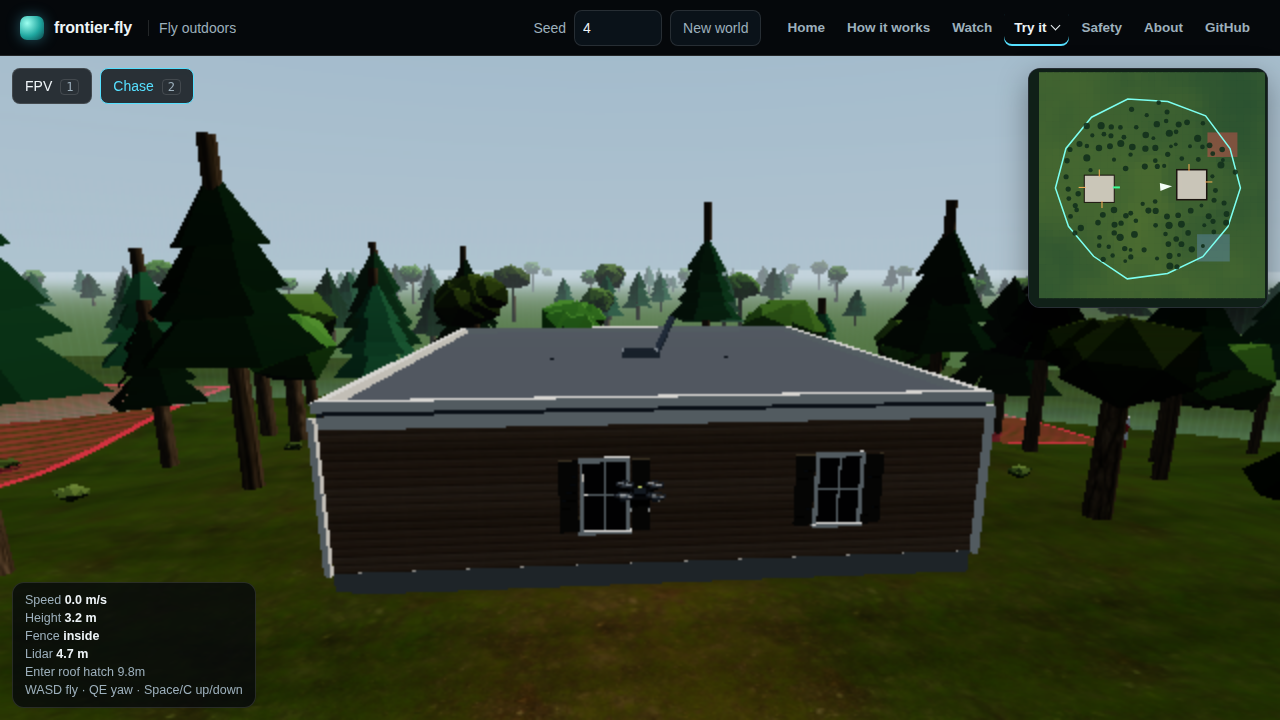 frontier-fly
Fly outdoors
Seed 4 New world
Home How it works Watch Try it Safety About GitHub
FPV 1 Chase 2
Speed 0.0 m/s
Height 3.2 m
Fence inside
Lidar 4.7 m
Enter roof hatch 9.8m
WASD fly · QE yaw · Space/C up/down